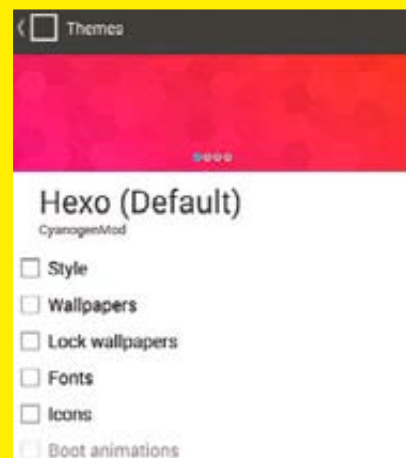 Themes
Hexo (Default)
CyanogenMod
Style
Wallpapers
Lock wallpapers
Fonts
Icons
Boot animations